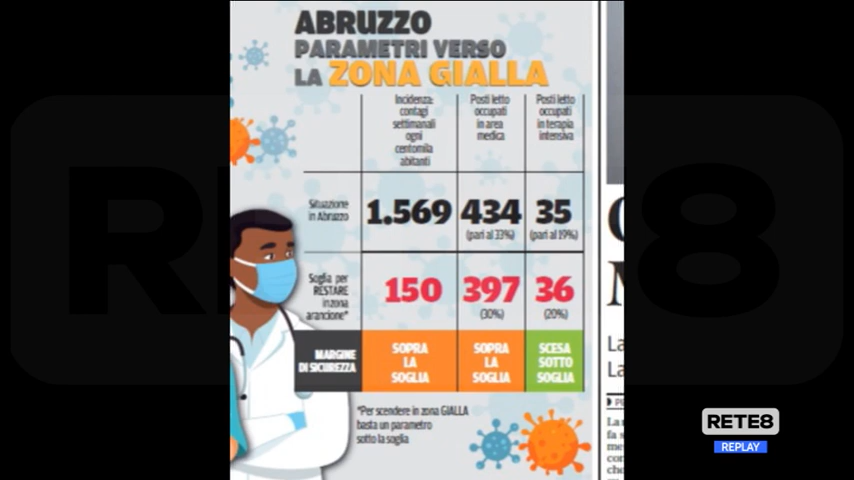 ABRUZZO
PARAMETRI VERSO
LA ZONA GIALLA
Incidenza:
contagi
settimanali
ogni
centomila
abitanti
Posti letto
occupati
in area
medica
Posti letto
occupati
in terapia
intensiva
Situazione
in Abruzzo
1.569
434
(pari al 33%)
35
(pari al 19%)
Soglia per
RESTARE
in zona
arancione*
150
397
(30%)
36
(20%)
MARGINE
DI SICUREZZA
SOPRA
LA
SOGLIA
SOPRA
LA
SOGLIA
SCESA
SOTTO
SOGLIA
*Per scendere in zona GIALLA
basta un parametro
sotto la soglia
La
La
RETE8
REPLAY
RETE8